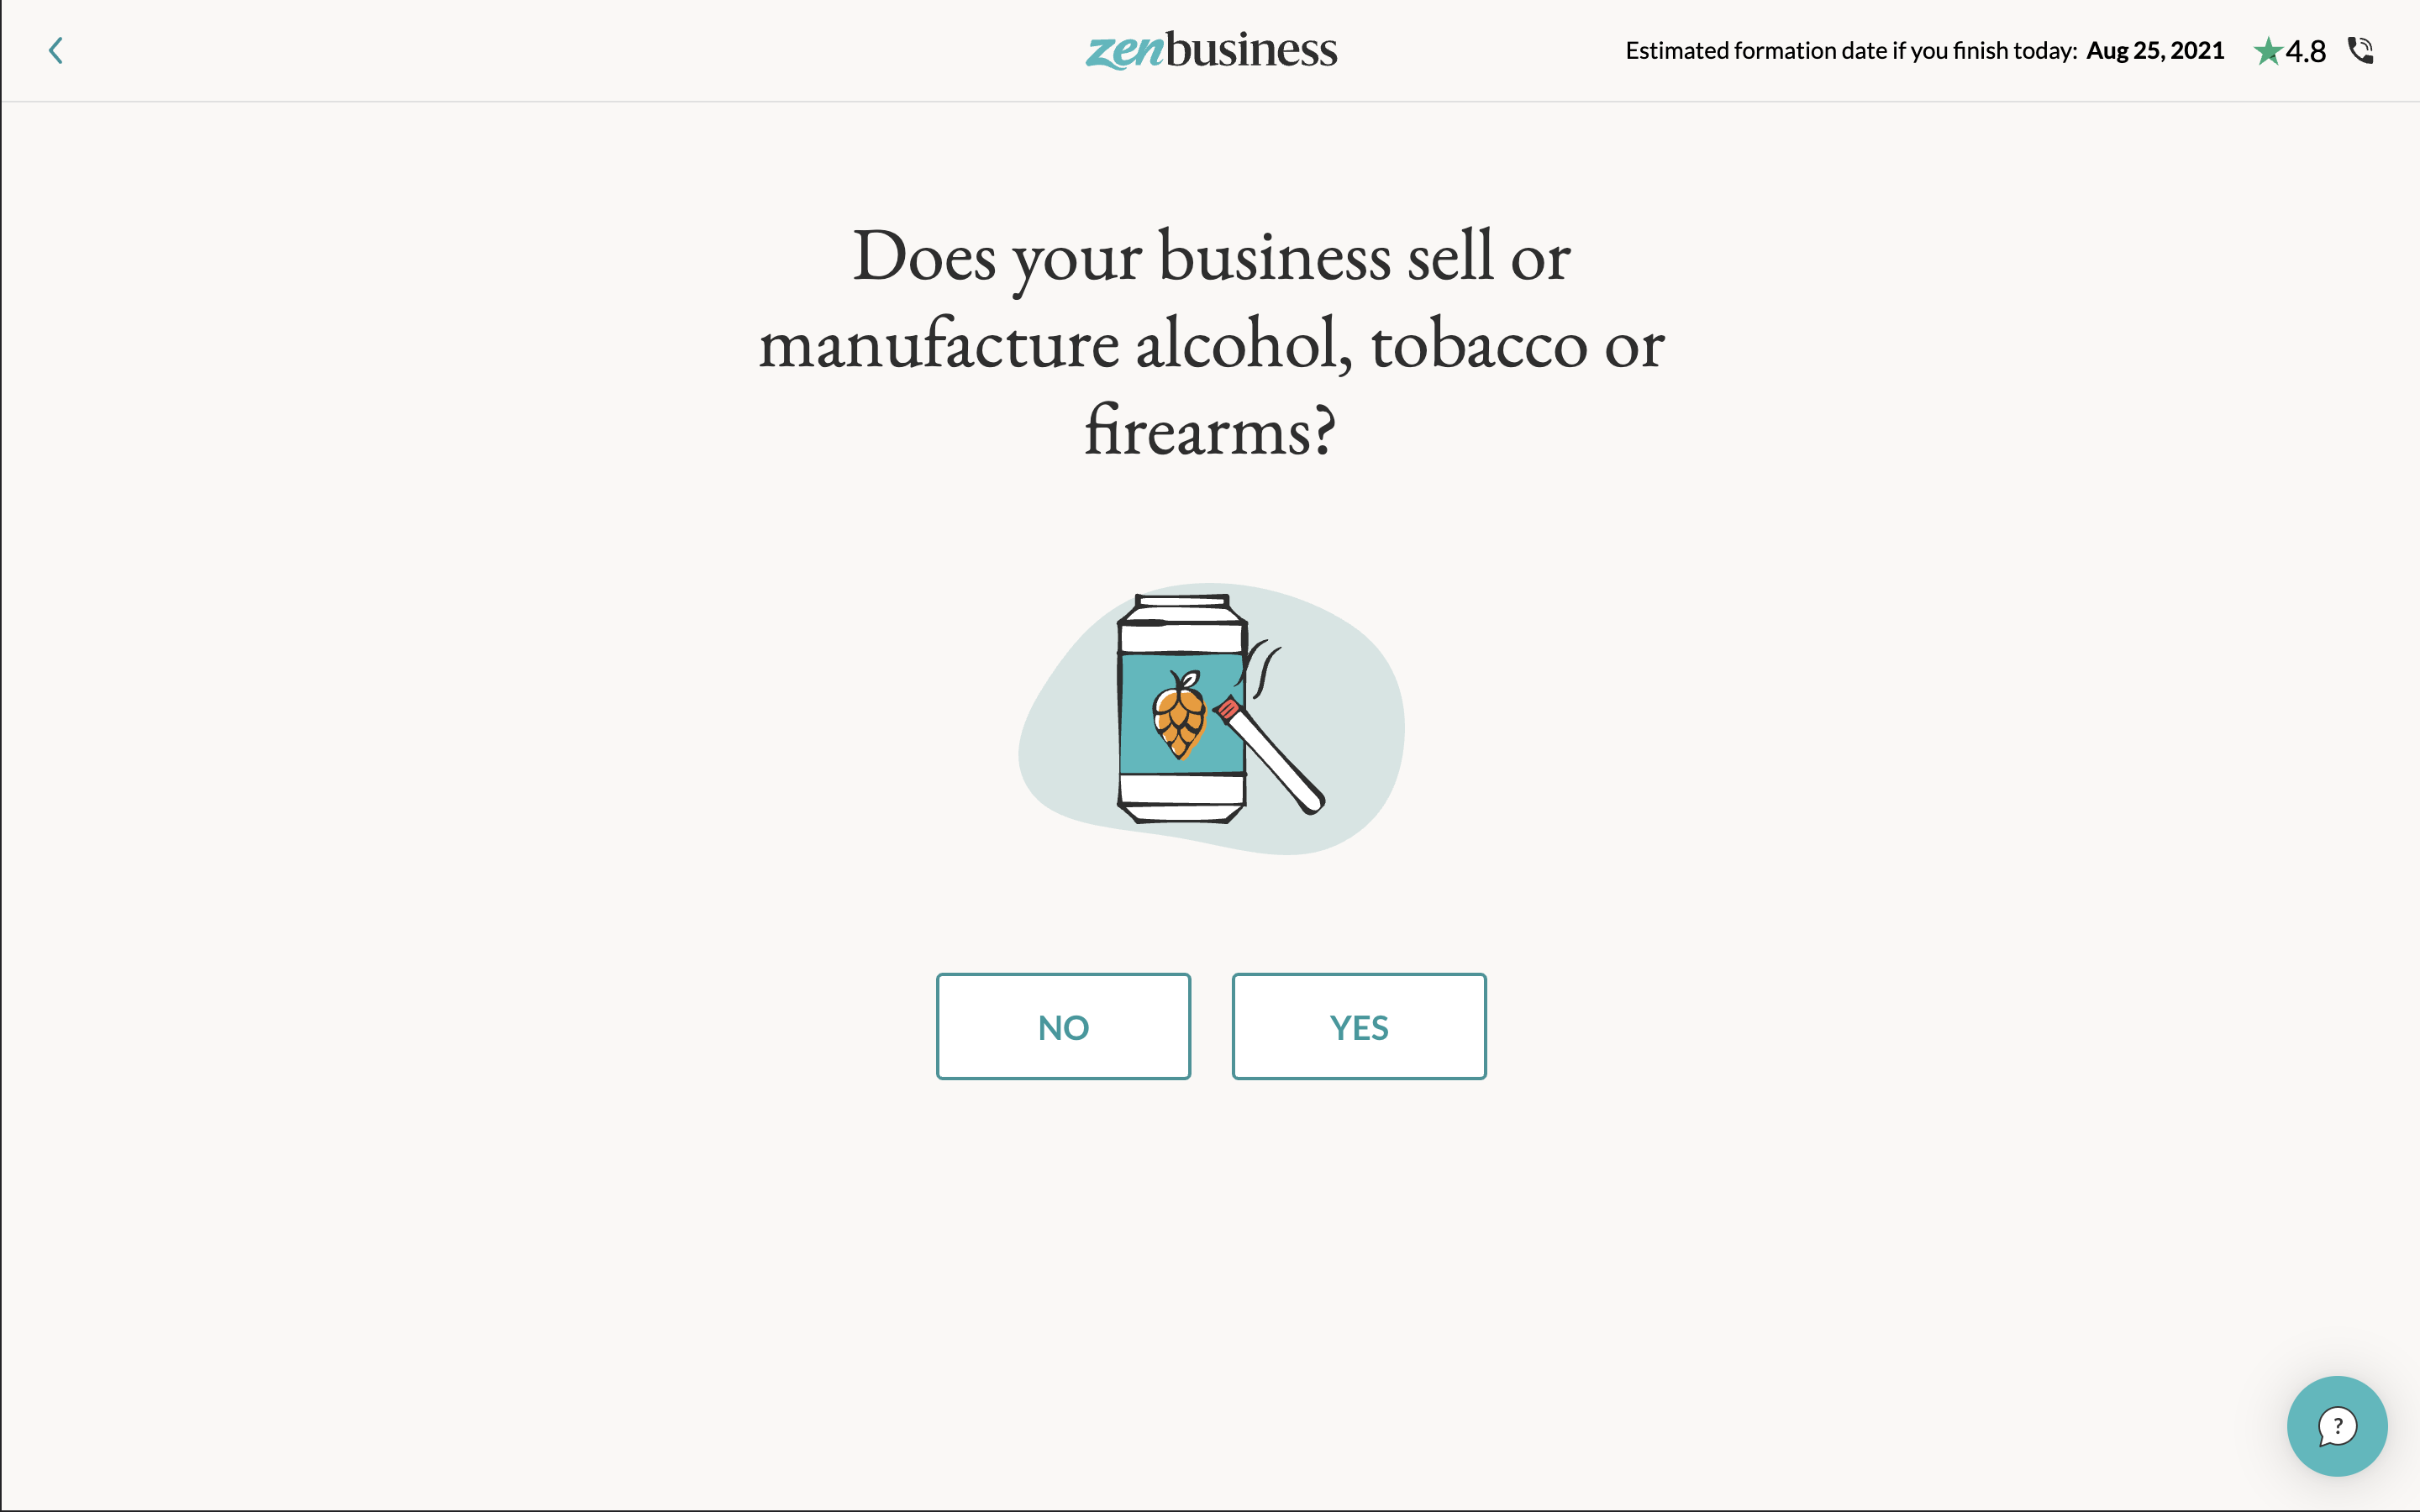 zenbusiness
Estimated formation date if you finish today: Aug 25, 2021
4.8
Does your business sell or
manufacture alcohol, tobacco or
firearms?
NO
YES
?